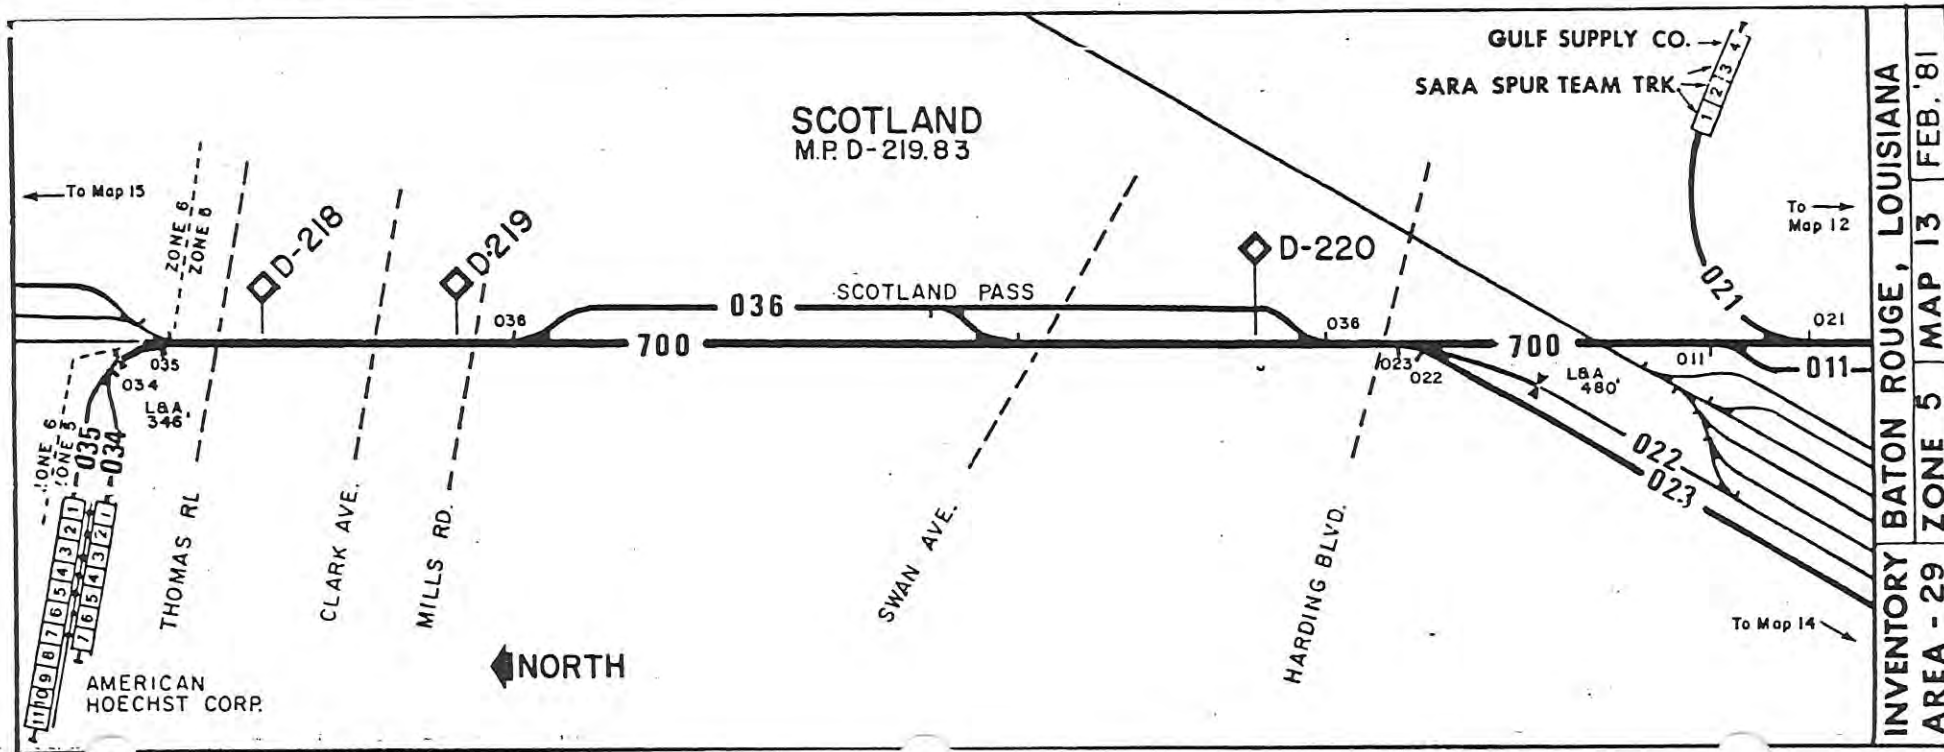 GULF SUPPLY CO.
SARA SPUR TEAM TRK.
4
3
2
1
SCOTLAND
M.P. D-219.83
To Map 15
ZONE 6
ZONE 5
D-218
D-219
D-220
To
Map 12
021
021
036
036
SCOTLAND PASS
036
700
700
011
011
035
034
L&A
346'
023
022
L&A
480'
022
023
ZONE 6
ZONE 5
035
034
1
2
3
4
5
6
7
8
9
10
11
1
2
3
4
5
6
7
THOMAS RD.
CLARK AVE.
MILLS RD.
SWAN AVE.
HARDING BLVD.
To Map 14
NORTH
AMERICAN
HOECHST CORP.
INVENTORY BATON ROUGE, LOUISIANA
AREA - 29 ZONE 5 MAP 13 FEB. '81